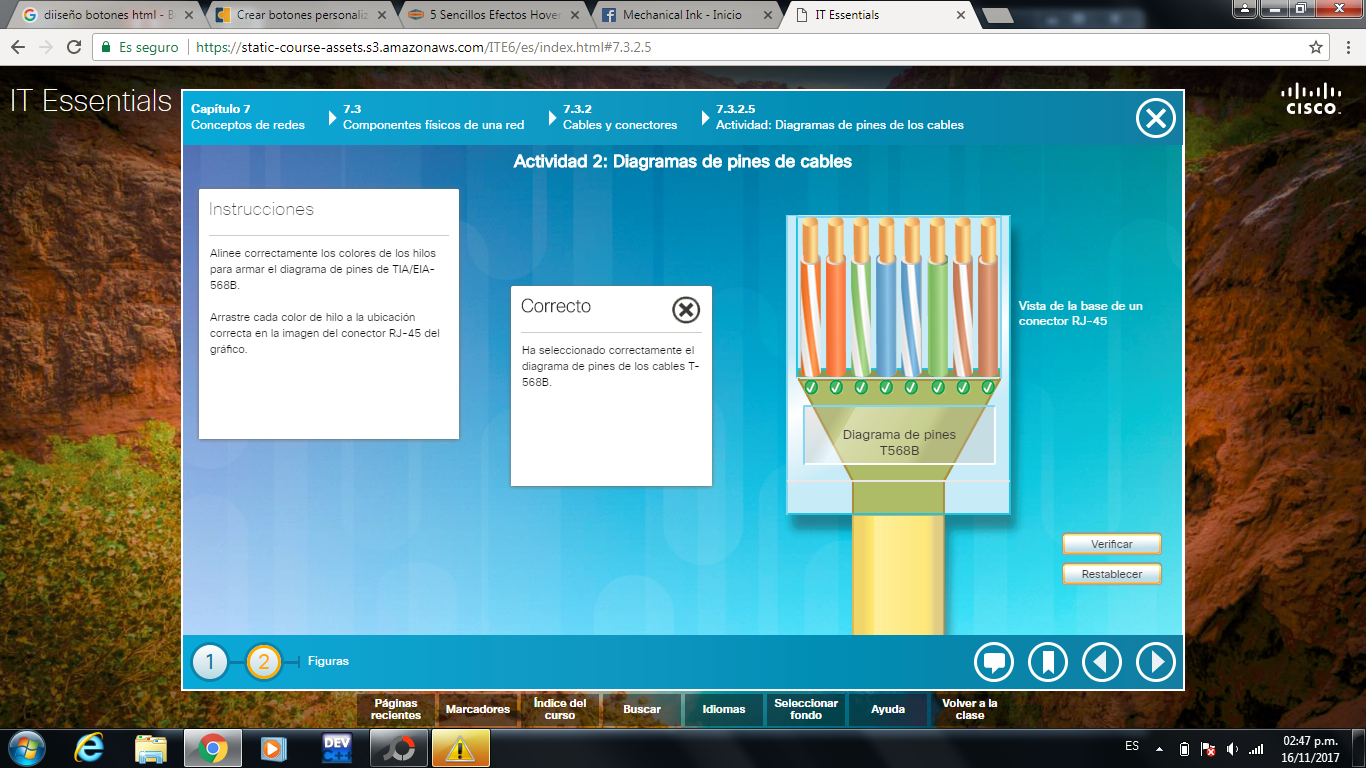 diiseño botones html - B
Crear botones personaliz
5 Sencillos Efectos Hover
Mechanical Ink - Inicio
IT Essentials
Es seguro
https://static-course-assets.s3.amazonaws.com/ITE6/es/index.html#7.3.2.5
IT Essentials
CISCO
Capítulo 7
Conceptos de redes
7.3
Componentes físicos de una red
7.3.2
Cables y conectores
7.3.2.5
Actividad: Diagramas de pines de los cables
Actividad 2: Diagramas de pines de cables
Instrucciones
Alinee correctamente los colores de los hilos
para armar el diagrama de pines de TIA/EIA-
568B.
Arrastre cada color de hilo a la ubicación
correcta en la imagen del conector RJ-45 del
gráfico.
Correcto
Ha seleccionado correctamente el
diagrama de pines de los cables T-
568B.
Vista de la base de un
conector RJ-45
Diagrama de pines
T568B
Verificar
Restablecer
1
2
Figuras
Páginas
recientes
Marcadores
Índice del
curso
Buscar
Idiomas
Seleccionar
fondo
Ayuda
Volver a la
clase
DEV
C++
ES
02:47 p.m.
16/11/2017